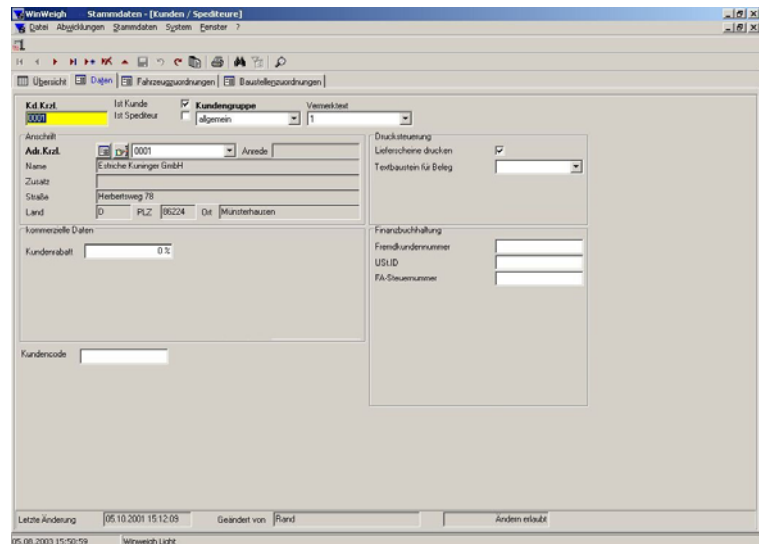 WinWeigh Stammdaten - [Kunden / Spediteure]
Datei Abwicklungen Stammdaten System Fenster ?
Übersicht Daten Fahrzeugzuordnungen Baustellenzuordnungen
Kd.Krzl. Ist Kunde Kundengruppe Vermerktext
0001 Ist Spediteur allgemein 1
Anschrift Drucksteuerung
Adr.Krzl. 0001 Anrede Lieferscheine drucken
Name Estriche Kuninger GmbH Textbaustein für Beleg
Zusatz
Straße Herbertsweg 78
Land D PLZ 86224 Ort Münsterhausen
kommerzielle Daten Finanzbuchhaltung
Kundenrabatt 0 % Fremdkundennummer
USt.ID
FA-Steuernummer
Kundencode
Letzte Änderung 05.10.2001 15:12:09 Geändert von Rand Ändern erlaubt
05.08.2003 15:50:59 Winweigh Light